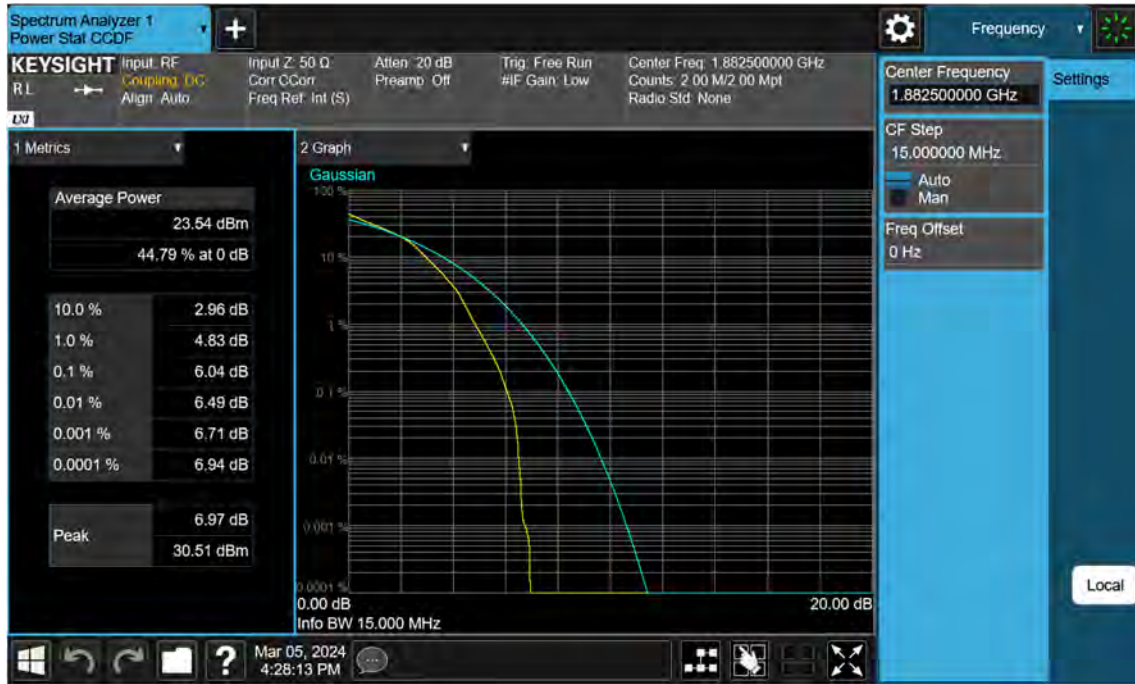 Spectrum Analyzer 1
Power Stat CCDF
Frequency
KEYSIGHT
RL
LXI
Input: RF
Coupling: DC
Align: Auto
Input Z: 50 Ω
Corr CCorr
Freq Ref: Int (S)
Atten: 20 dB
Preamp: Off
Trig: Free Run
#IF Gain: Low
Center Freq: 1.882500000 GHz
Counts: 2.00 M/2.00 Mpt
Radio Std: None
Center Frequency
1.882500000 GHz
Settings
CF Step
15.000000 MHz
Auto
Man
Freq Offset
0 Hz
1 Metrics
Average Power
23.54 dBm
44.79 % at 0 dB
10.0 % 2.96 dB
1.0 % 4.83 dB
0.1 % 6.04 dB
0.01 % 6.49 dB
0.001 % 6.71 dB
0.0001 % 6.94 dB
Peak
6.97 dB
30.51 dBm
2 Graph
Gaussian
100 %
10 %
1 %
0.1 %
0.01 %
0.001 %
0.0001 %
0.00 dB 20.00 dB
Info BW 15.000 MHz
Local
?
Mar 05, 2024
4:28:13 PM